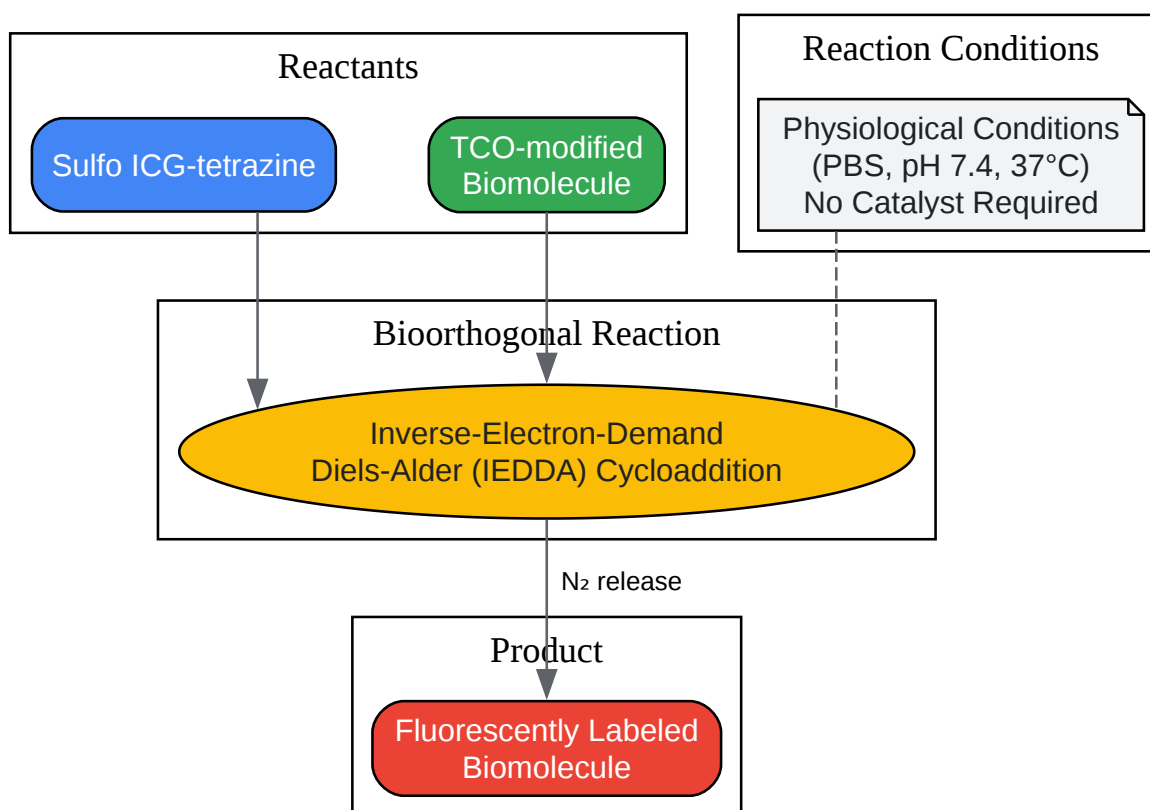 Reactants
Sulfo ICG-tetrazine
TCO-modified
Biomolecule
Reaction Conditions
Physiological Conditions
(PBS, pH 7.4, 37°C)
No Catalyst Required
Bioorthogonal Reaction
Inverse-Electron-Demand
Diels-Alder (IEDDA) Cycloaddition
N₂ release
Product
Fluorescently Labeled
Biomolecule